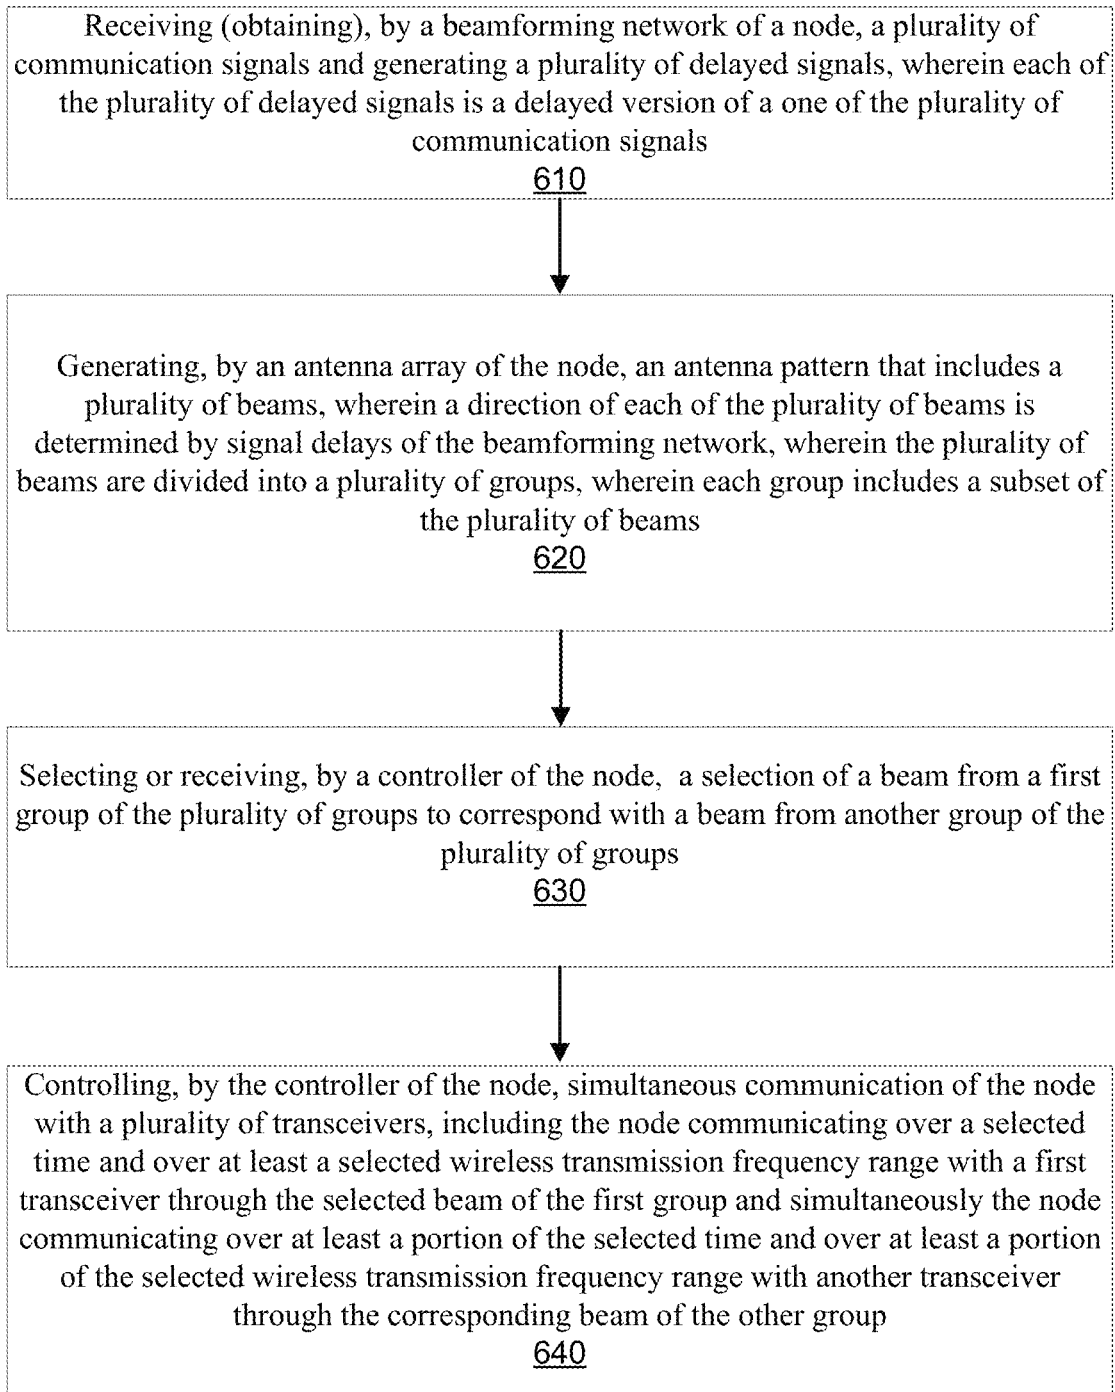 Receiving (obtaining), by a beamforming network of a node, a plurality of
communication signals and generating a plurality of delayed signals, wherein each of
the plurality of delayed signals is a delayed version of a one of the plurality of
communication signals
610
Generating, by an antenna array of the node, an antenna pattern that includes a
plurality of beams, wherein a direction of each of the plurality of beams is
determined by signal delays of the beamforming network, wherein the plurality of
beams are divided into a plurality of groups, wherein each group includes a subset of
the plurality of beams
620
Selecting or receiving, by a controller of the node, a selection of a beam from a first
group of the plurality of groups to correspond with a beam from another group of the
plurality of groups
630
Controlling, by the controller of the node, simultaneous communication of the node
with a plurality of transceivers, including the node communicating over a selected
time and over at least a selected wireless transmission frequency range with a first
transceiver through the selected beam of the first group and simultaneously the node
communicating over at least a portion of the selected time and over at least a portion
of the selected wireless transmission frequency range with another transceiver
through the corresponding beam of the other group
640